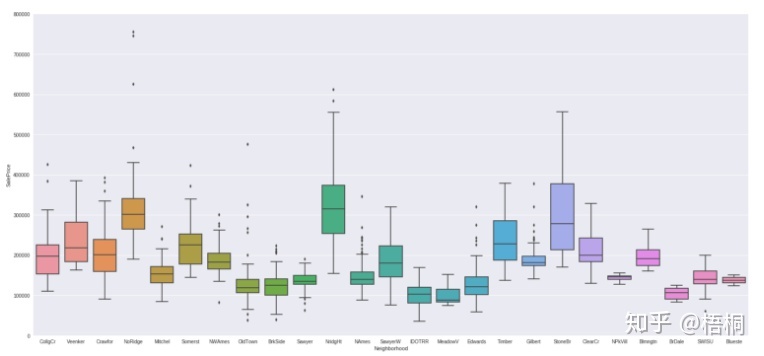 800000
700000
600000
500000
400000
300000
200000
100000
0
SalePrice
CollgCr Veenker Crawfor NoRidge Mitchel Somerst NWAmes OldTown BrkSide Sawyer NridgHt NAmes SawyerW IDOTRR MeadowV Edwards Timber Gilbert StoneBr ClearCr NPkVill Blmngtn BrDale SWISU Blueste
Neighborhood
知乎 @梧桐